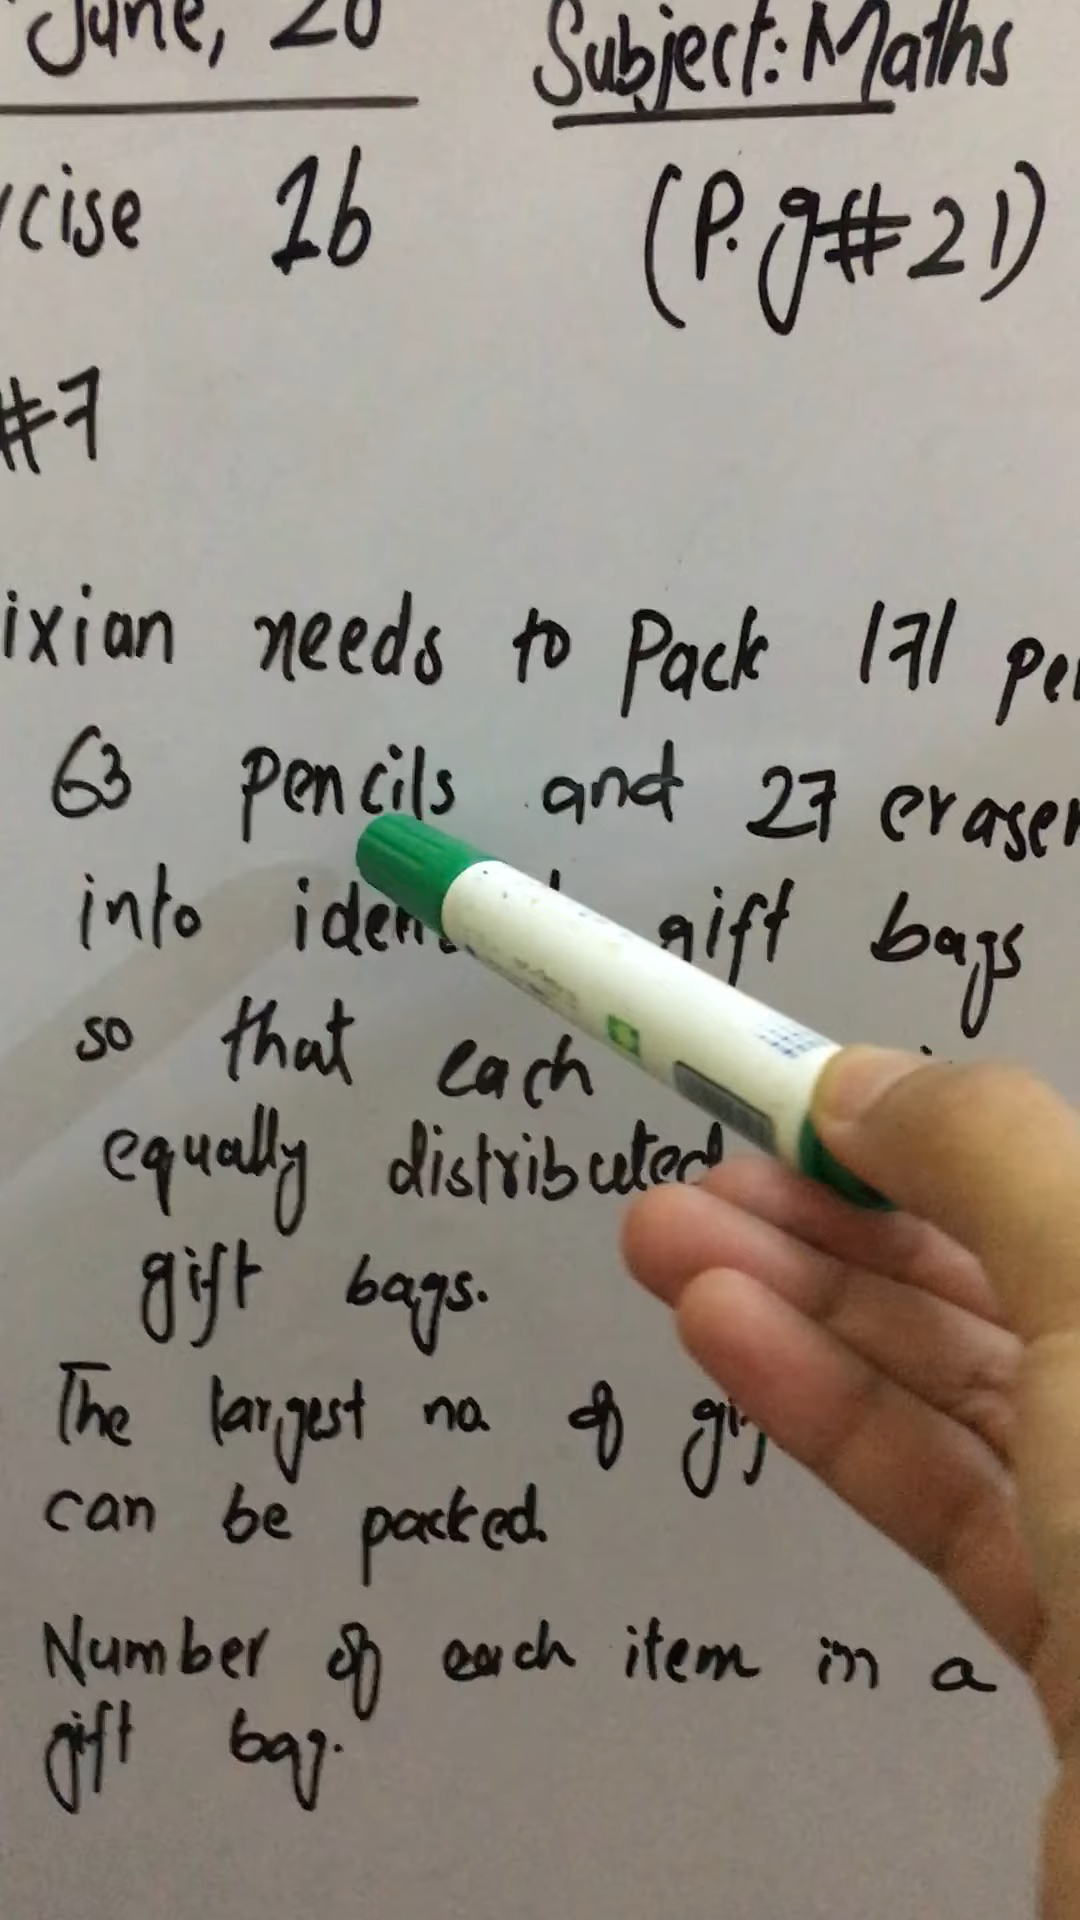 June, 20 Subject: Maths
cise 1b (P.g#21)
#7
ixian needs to Pack 171 pe
63 pencils and 27 eraser
into gift bags
so that each
equally distributed
gift bags.
The largest no. of
can be packed.
Number of each item in a
gift bag.